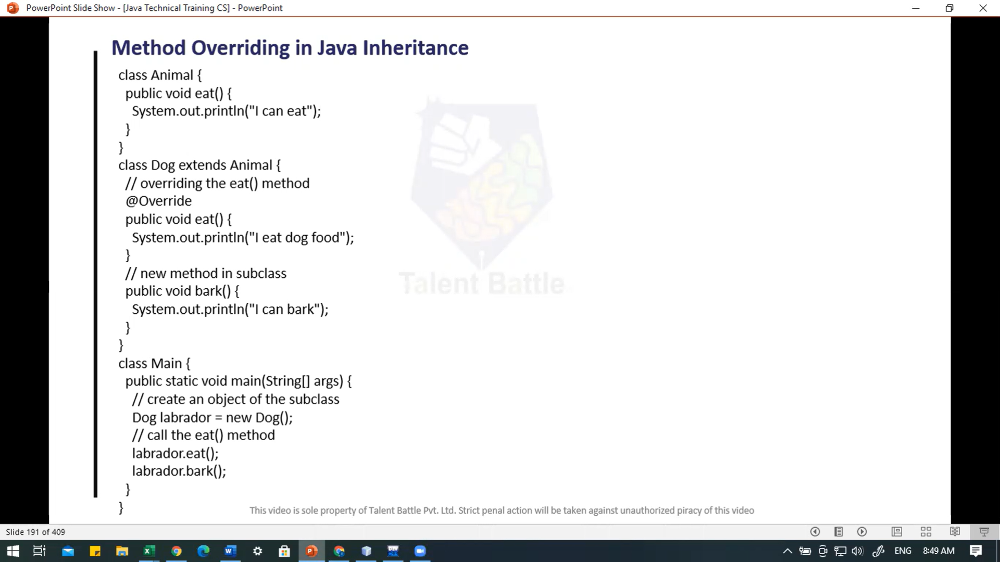 PowerPoint Slide Show - [Java Technical Training CS] - PowerPoint
Method Overriding in Java Inheritance
class Animal {
public void eat() {
System.out.println("I can eat");
}
}
class Dog extends Animal {
// overriding the eat() method
@Override
public void eat() {
System.out.println("I eat dog food");
}
// new method in subclass
public void bark() {
System.out.println("I can bark");
}
}
class Main {
public static void main(String[] args) {
// create an object of the subclass
Dog labrador = new Dog();
// call the eat() method
labrador.eat();
labrador.bark();
}
}
Talent Battle
This video is sole property of Talent Battle Pvt. Ltd. Strict penal action will be taken against unauthorized piracy of this video
Slide 191 of 409
ENG
8:49 AM